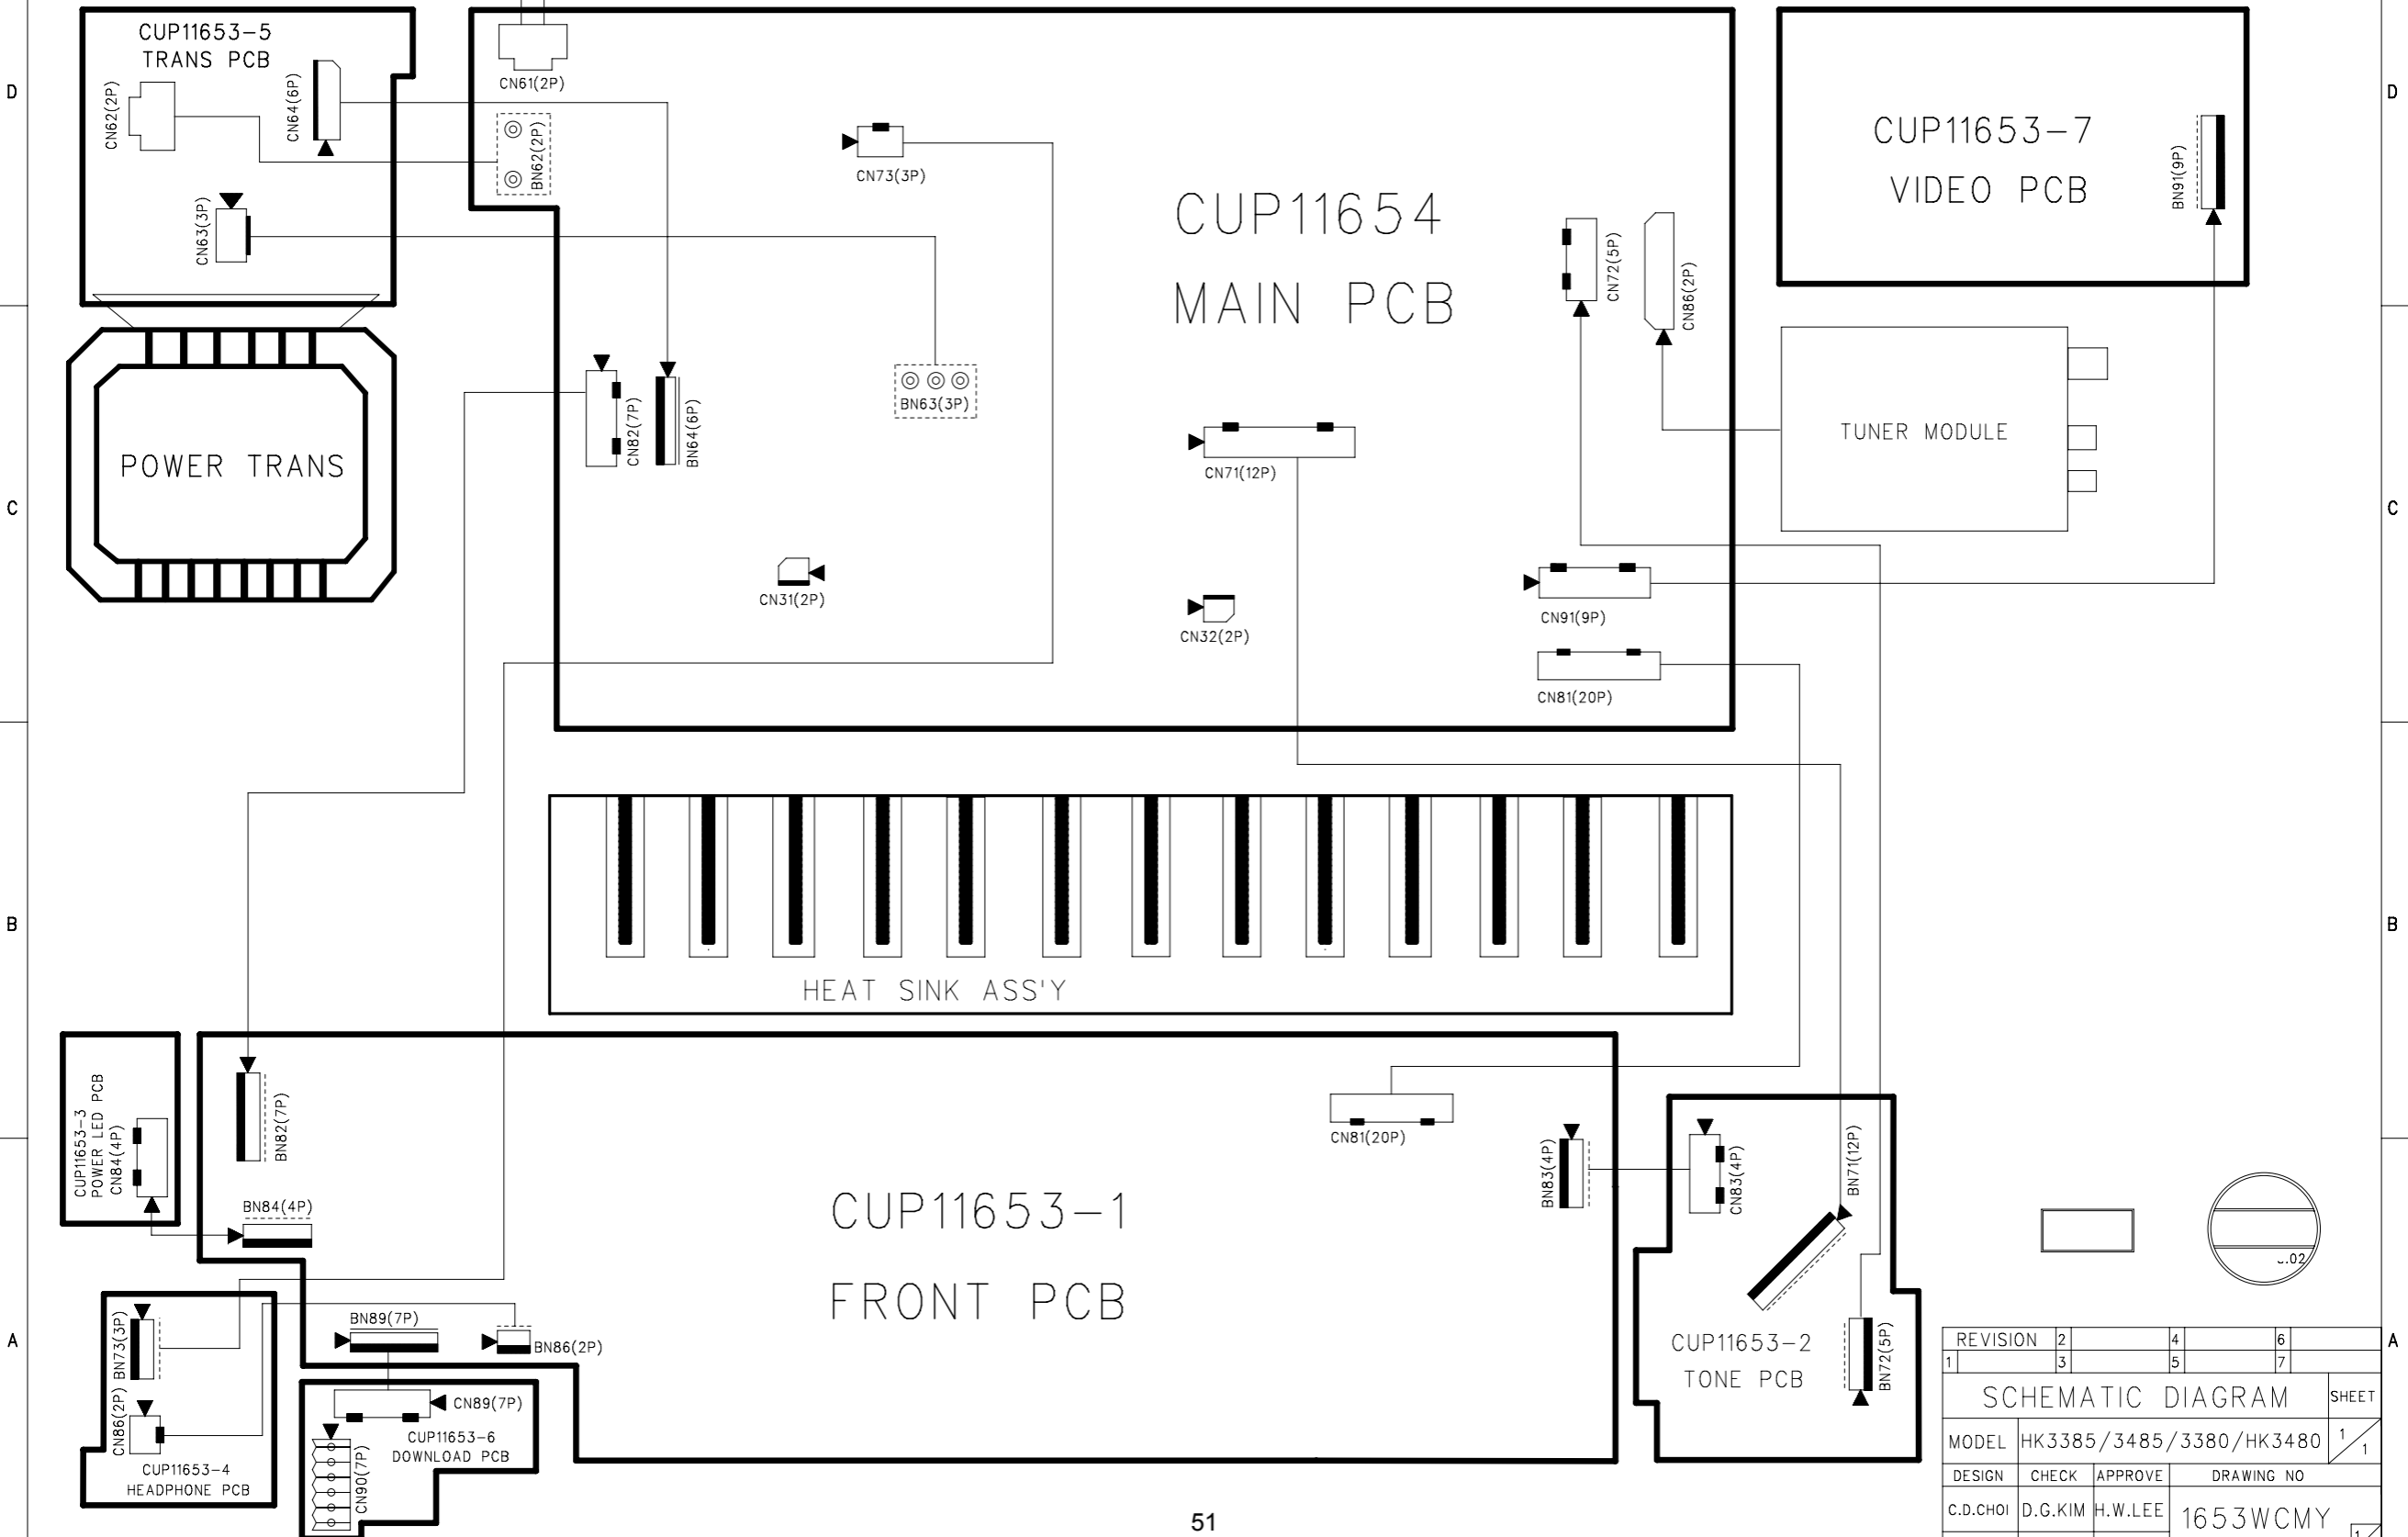 CUP11653-5
TRANS PCB
CN62(2P)
CN64(6P)
CN63(3P)
CN61(2P)
BN62(2P)
CN73(3P)
CUP11654
MAIN PCB
CN72(5P)
CN86(2P)
CUP11653-7
VIDEO PCB
BN91(9P)
D
D
POWER TRANS
CN82(7P)
BN64(6P)
BN63(3P)
CN71(12P)
TUNER MODULE
C
C
CN31(2P)
CN32(2P)
CN91(9P)
CN81(20P)
B
B
HEAT SINK ASS'Y
CUP11653-3
POWER LED PCB
CN84(4P)
BN82(7P)
BN84(4P)
CN81(20P)
BN83(4P)
CN83(4P)
BN71(12P)
CUP11653-1
FRONT PCB
A
A
BN73(3P)
CN86(2P)
CUP11653-4
HEADPHONE PCB
BN89(7P)
BN86(2P)
CN89(7P)
CUP11653-6
DOWNLOAD PCB
CN90(7P)
CUP11653-2
TONE PCB
BN72(5P)
.02
REVISION 2 4 6
1 3 5 7
SCHEMATIC DIAGRAM SHEET
MODEL HK3385/3485/3380/HK3480 1/1
DESIGN CHECK APPROVE DRAWING NO
C.D.CHOI D.G.KIM H.W.LEE 1653WCMY
51